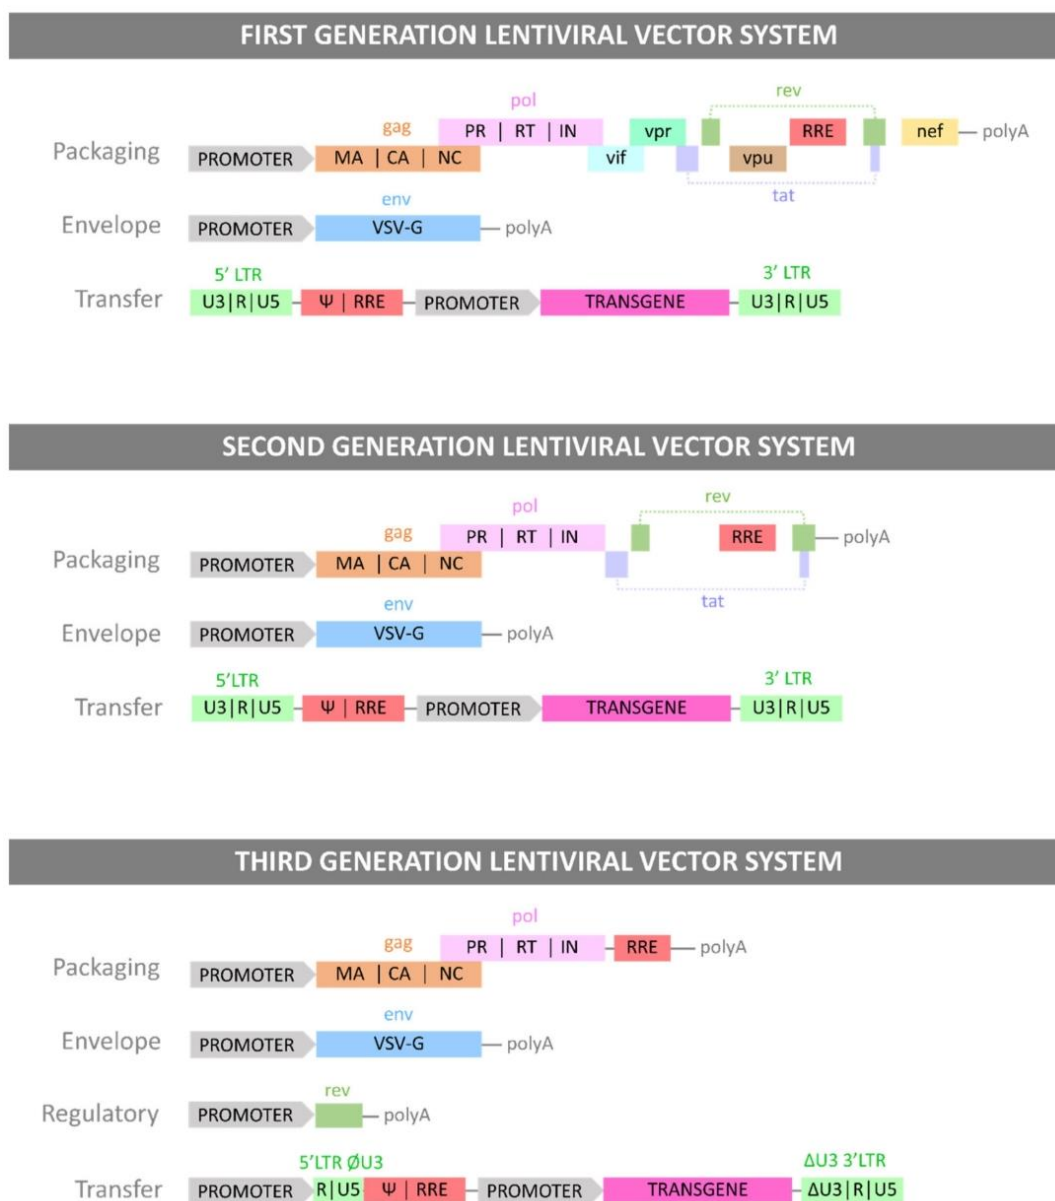 FIRST GENERATION LENTIVIRAL VECTOR SYSTEM
rev
pol
gag PR | RT | IN vpr RRE nef polyA
Packaging PROMOTER MA | CA | NC vif vpu
tat
env
Envelope PROMOTER VSV-G polyA
5' LTR 3' LTR
Transfer U3|R|U5 Ψ | RRE PROMOTER TRANSGENE U3|R|U5
SECOND GENERATION LENTIVIRAL VECTOR SYSTEM
pol rev
gag PR | RT | IN RRE polyA
Packaging PROMOTER MA | CA | NC
tat
env
Envelope PROMOTER VSV-G polyA
5'LTR 3' LTR
Transfer U3|R|U5 Ψ | RRE PROMOTER TRANSGENE U3|R|U5
THIRD GENERATION LENTIVIRAL VECTOR SYSTEM
pol
gag PR | RT | IN RRE polyA
Packaging PROMOTER MA | CA | NC
env
Envelope PROMOTER VSV-G polyA
rev
Regulatory PROMOTER polyA
5'LTR ØU3 ΔU3 3'LTR
Transfer PROMOTER R|U5 Ψ | RRE PROMOTER TRANSGENE ΔU3|R|U5